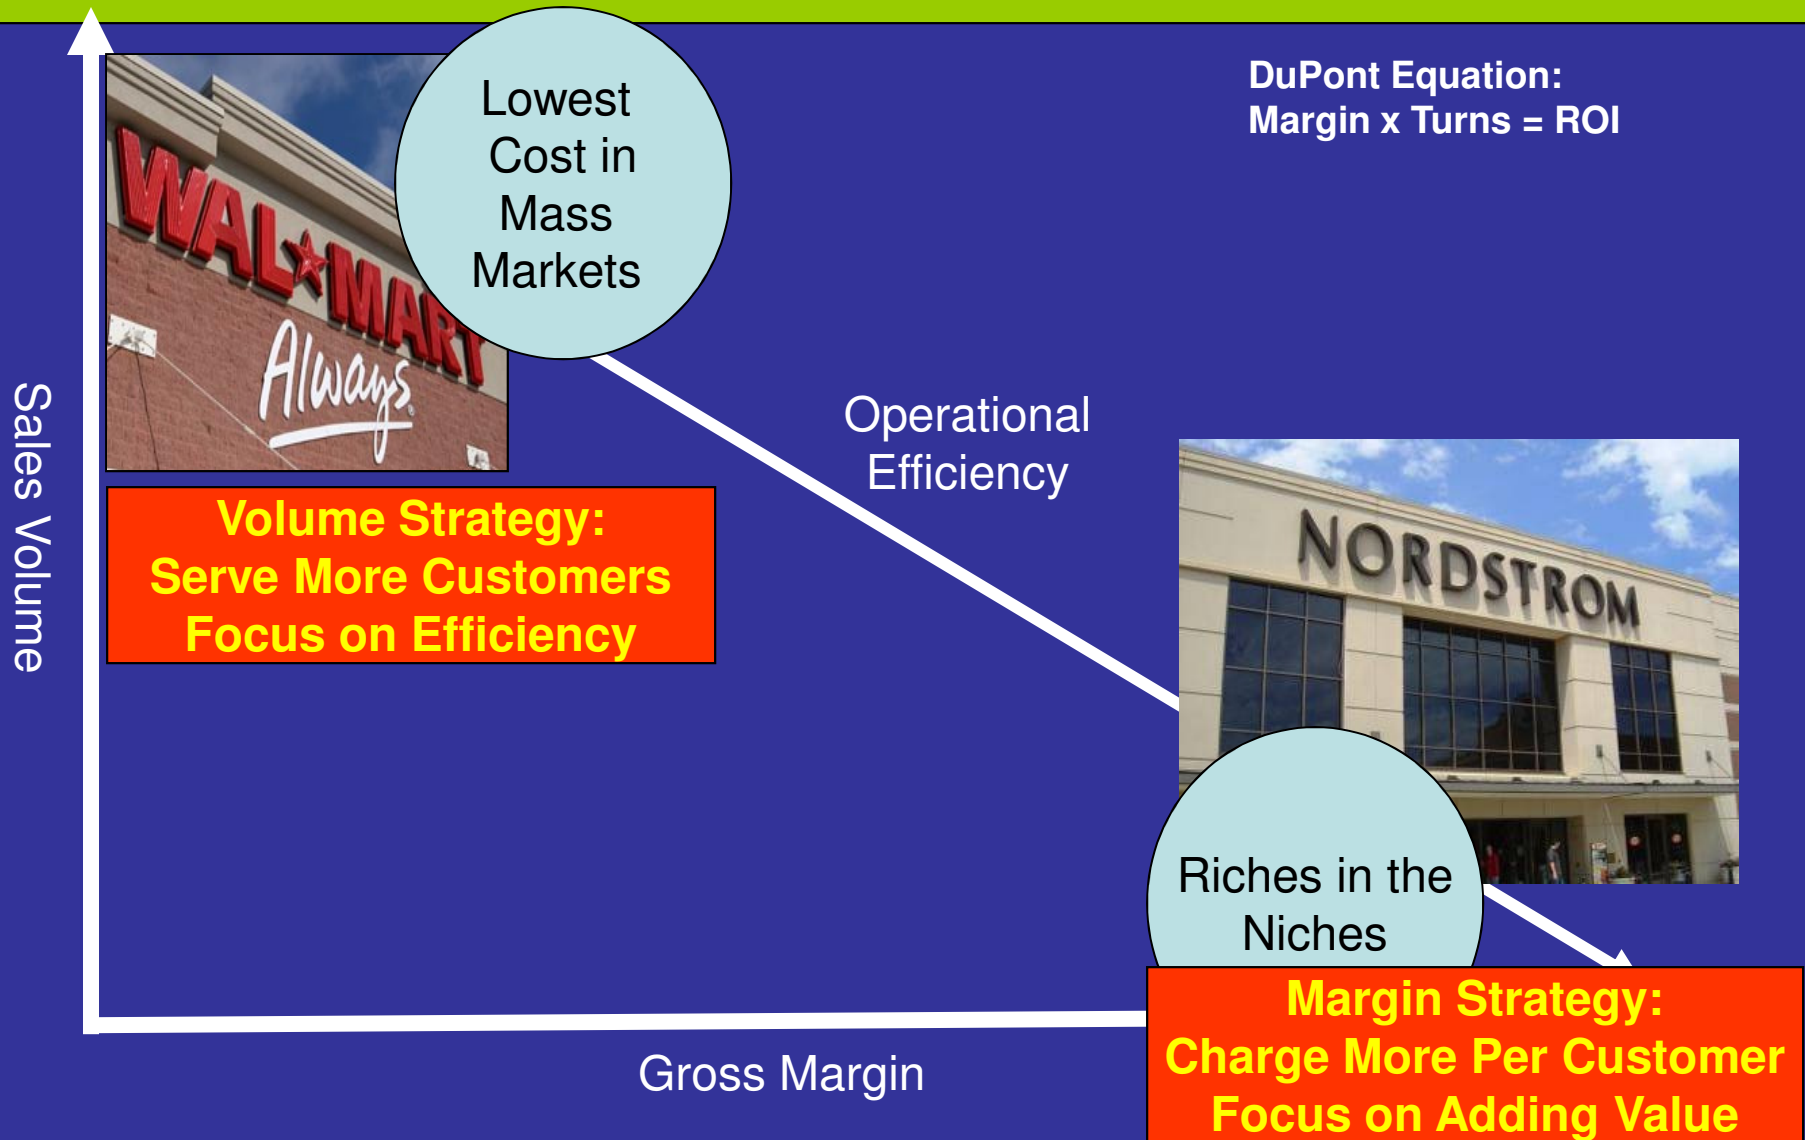 Lowest
Cost in
Mass
Markets
DuPont Equation:
Margin x Turns = ROI
WAL★MART
Always
Sales Volume
Operational
Efficiency
Volume Strategy:
Serve More Customers
Focus on Efficiency
NORDSTROM
Riches in the
Niches
Gross Margin
Margin Strategy:
Charge More Per Customer
Focus on Adding Value